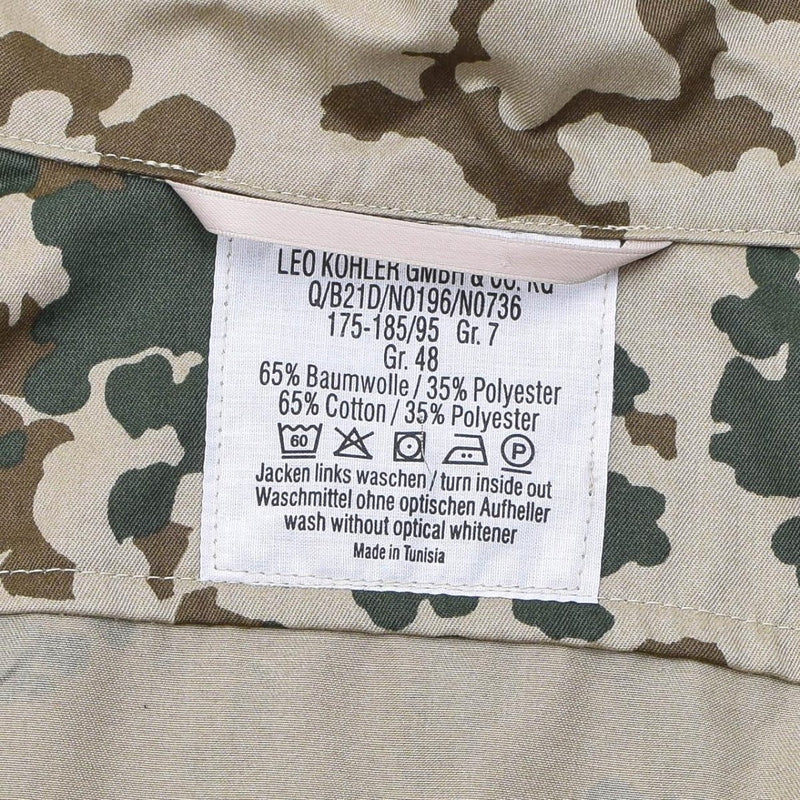 LEO KÖHLER GMBH & CO. KG
Q/B21D/N0196/N0736
175-185/95 Gr. 7
Gr. 48
65% Baumwolle / 35% Polyester
65% Cotton / 35% Polyester
60 P
Jacken links waschen / turn inside out
Waschmittel ohne optischen Aufheller
wash without optical whitener
Made in Tunisia